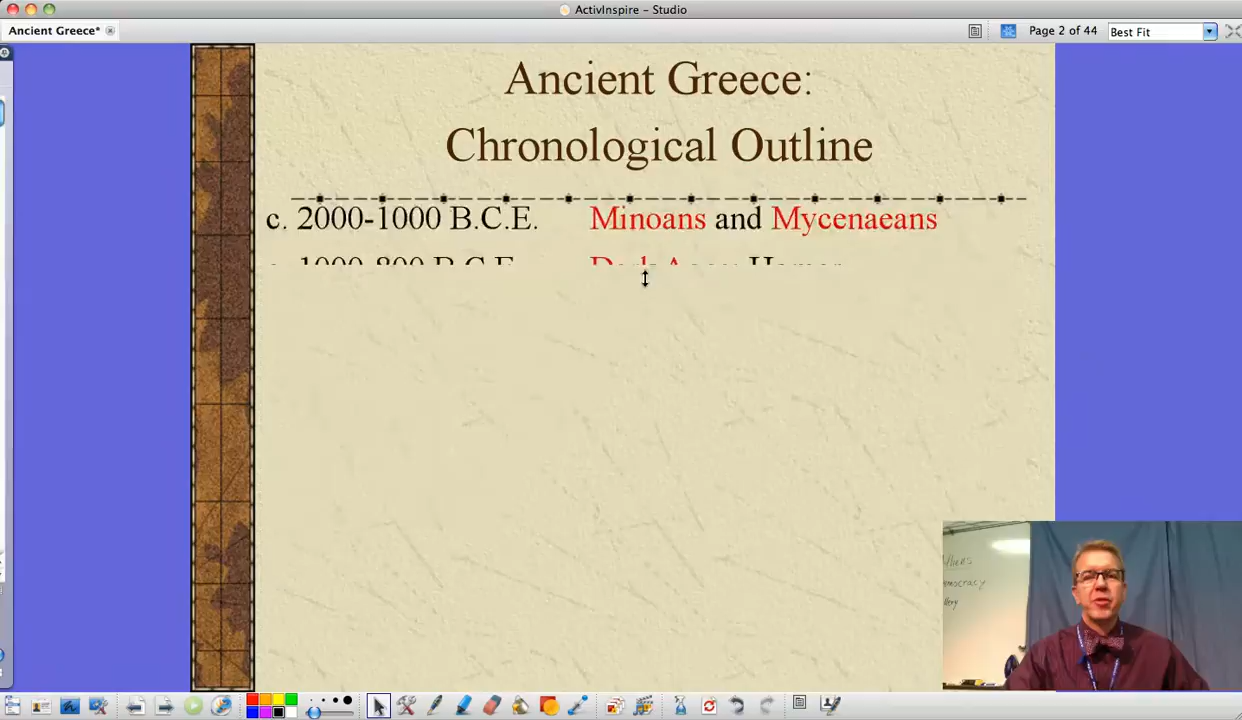 ActivInspire - Studio
Ancient Greece*
Page 2 of 44
Best Fit
Ancient Greece:
Chronological Outline
c. 2000-1000 B.C.E. Minoans and Mycenaeans